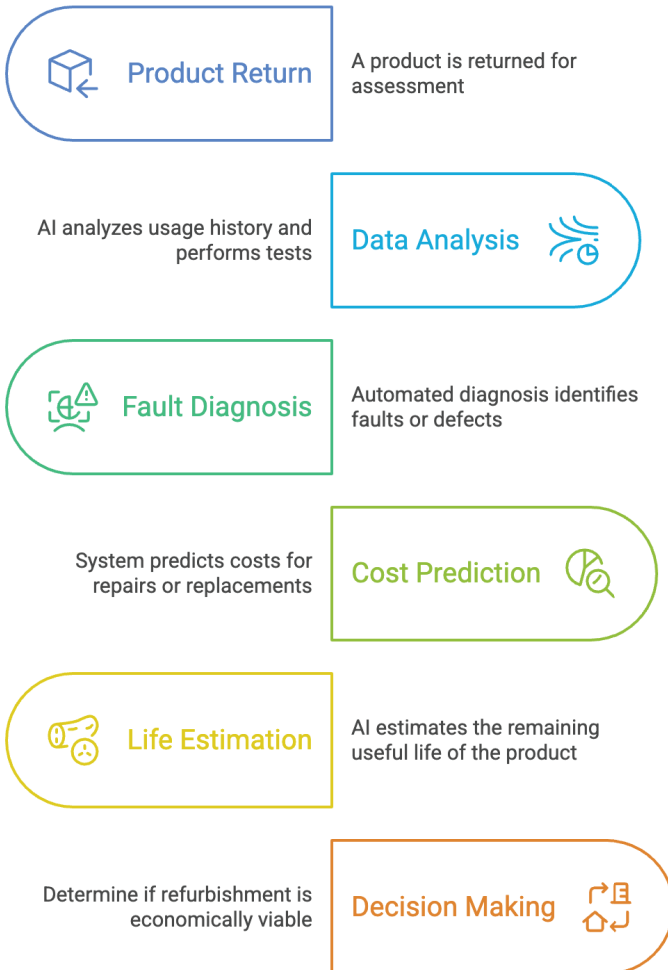 Product Return
A product is returned for
assessment
AI analyzes usage history and
performs tests
Data Analysis
Fault Diagnosis
Automated diagnosis identifies
faults or defects
System predicts costs for
repairs or replacements
Cost Prediction
Life Estimation
AI estimates the remaining
useful life of the product
Determine if refurbishment is
economically viable
Decision Making